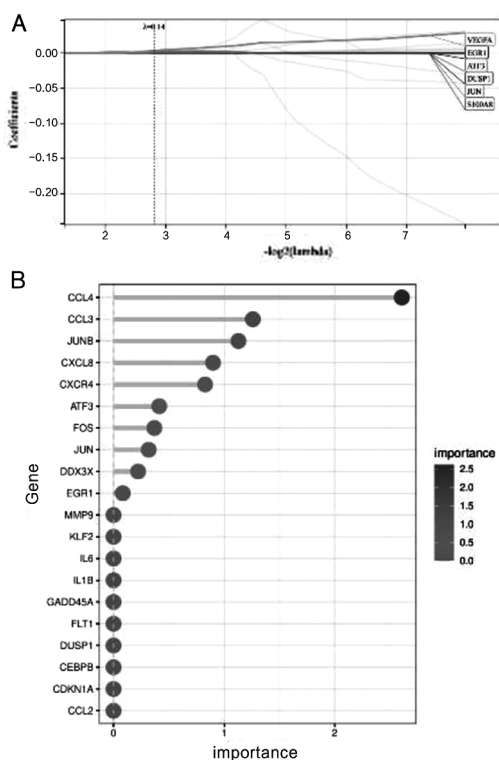 A
λ=0.14
0.00
-0.05
-0.10
-0.15
-0.20
Coefficients
VEGFA
EGR1
ATF3
DUSP1
JUN
S100A8
2 3 4 5 6 7
-log2(lambda)
B
CCL4
CCL3
JUNB
CXCL8
CXCR4
ATF3
FOS
JUN
DDX3X
EGR1
MMP9
KLF2
IL6
IL1B
GADD45A
FLT1
DUSP1
CEBPB
CDKN1A
CCL2
Gene
0 1 2
importance
importance
2.5
2.0
1.5
1.0
0.5
0.0